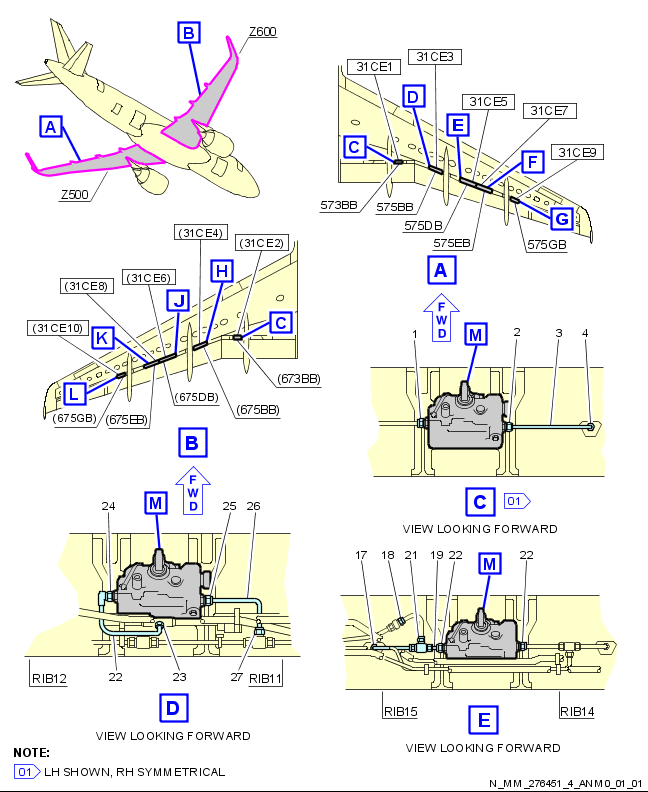 B
Z600
A
Z500
31CE3
31CE1
31CE5
31CE7
31CE9
D
E
C
F
G
573BB
575BB
575DB
575EB
575GB
A
FWD
(31CE4)
(31CE2)
(31CE6)
(31CE8)
(31CE10)
H
J
K
C
L
(673BB)
(675DB)
(675BB)
(675GB)
(675EB)
B
FWD
M
1
2
3
4
C
01
VIEW LOOKING FORWARD
M
24
25
26
RIB12
22
23
27
RIB11
D
VIEW LOOKING FORWARD
M
17
18
21
19
22
22
RIB15
RIB14
E
VIEW LOOKING FORWARD
NOTE:
01 LH SHOWN, RH SYMMETRICAL
N_MM_276451_4_ANM0_01_01